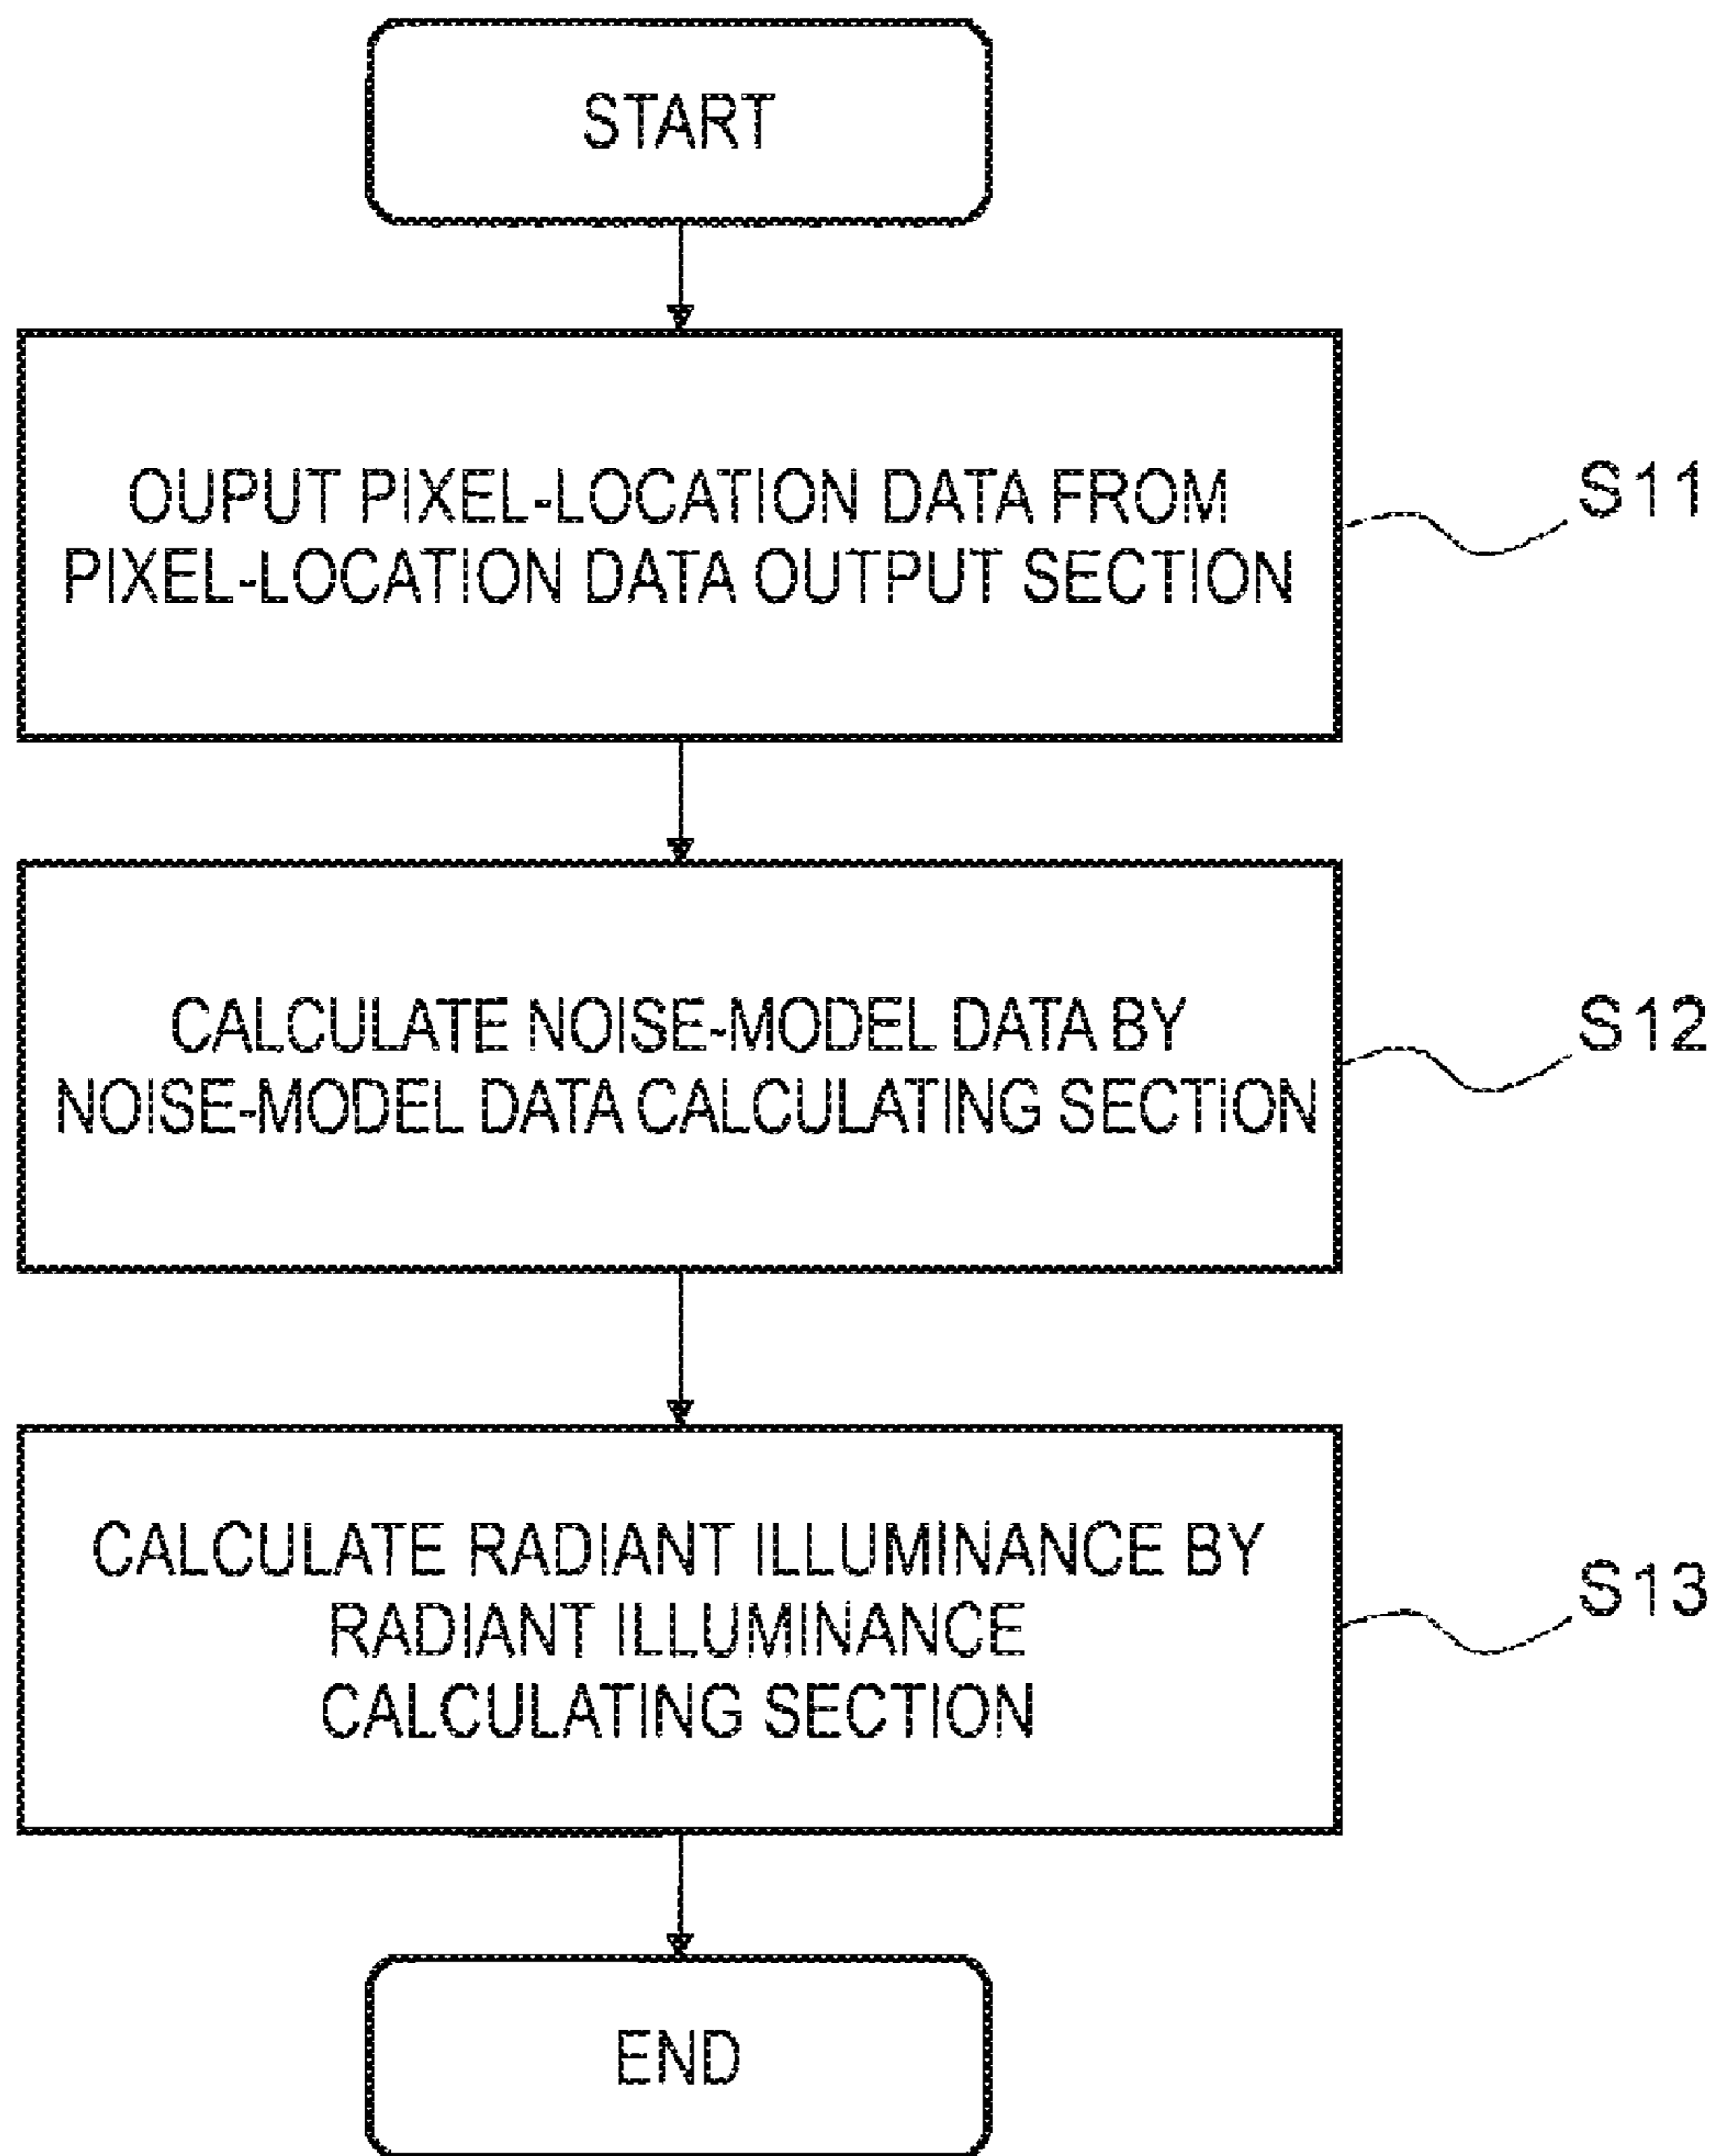 START
OUPUT PIXEL-LOCATION DATA FROM
PIXEL-LOCATION DATA OUTPUT SECTION
S11
CALCULATE NOISE-MODEL DATA BY
NOISE-MODEL DATA CALCULATING SECTION
S12
CALCULATE RADIANT ILLUMINANCE BY
RADIANT ILLUMINANCE
CALCULATING SECTION
S13
END